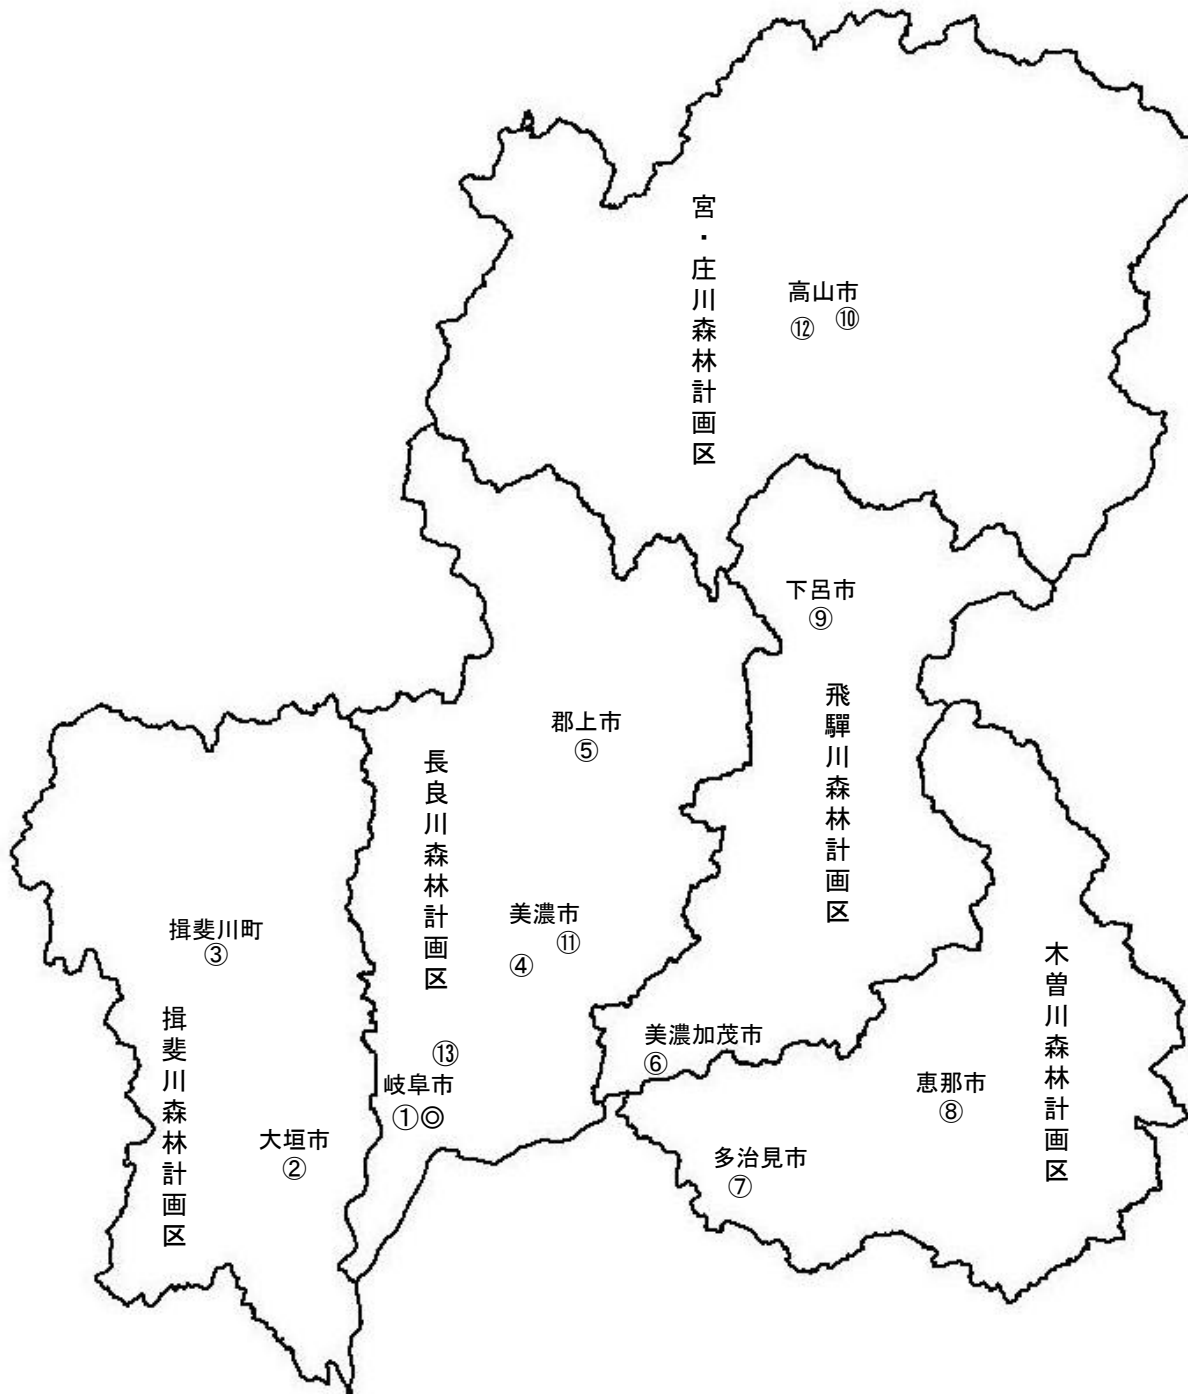 宮・庄川森林計画区
高山市
⑫ ⑩
下呂市
⑨
飛驒川森林計画区
郡上市
⑤
長良川森林計画区
美濃市
⑪
④
揖斐川町
③
揖斐川森林計画区
木曽川森林計画区
美濃加茂市
⑥
⑬
岐阜市
①◎
恵那市
⑧
大垣市
②
多治見市
⑦